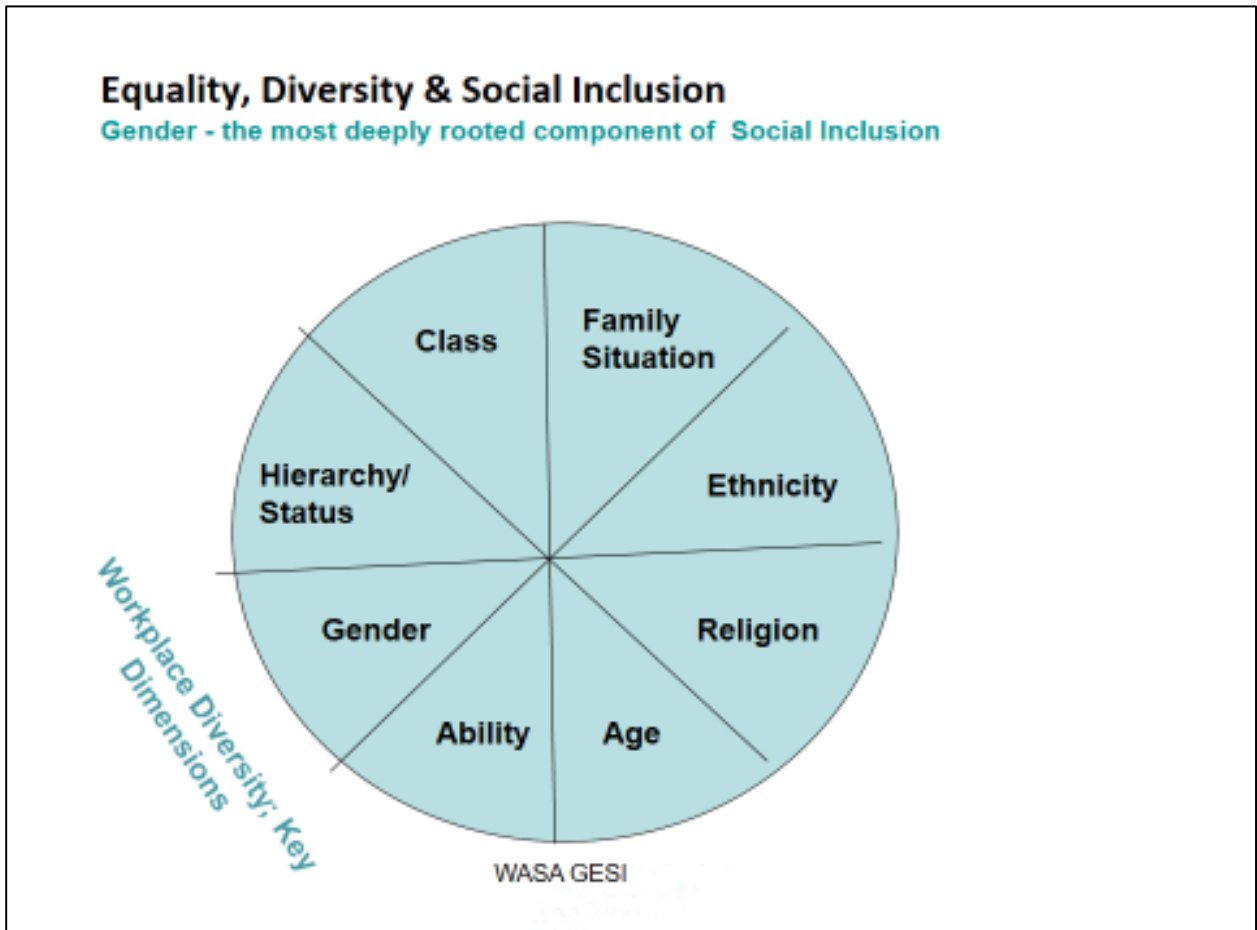 Equality, Diversity & Social Inclusion
Gender - the most deeply rooted component of Social Inclusion
Class
Family
Situation
Hierarchy/
Status
Ethnicity
Gender
Religion
Ability
Age
Workplace Diversity; Key
Dimensions
WASA GESI